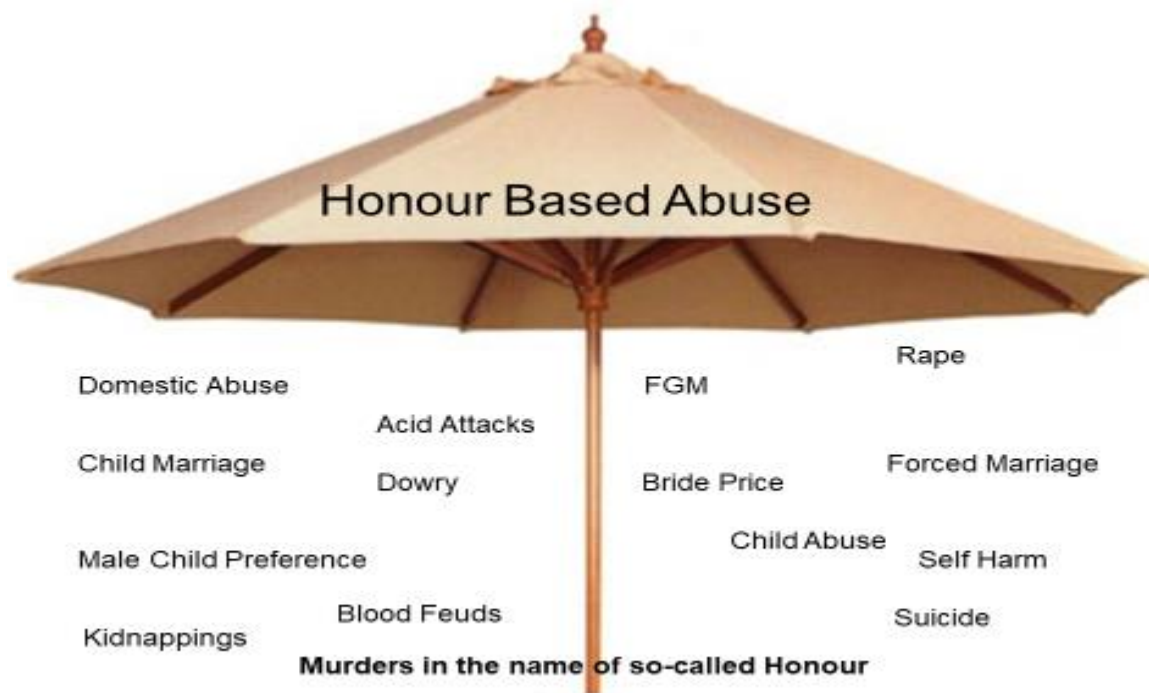 Honour Based Abuse
Rape
Domestic Abuse
FGM
Acid Attacks
Child Marriage
Forced Marriage
Dowry
Bride Price
Child Abuse
Male Child Preference
Self Harm
Blood Feuds
Suicide
Kidnappings
Murders in the name of so-called Honour